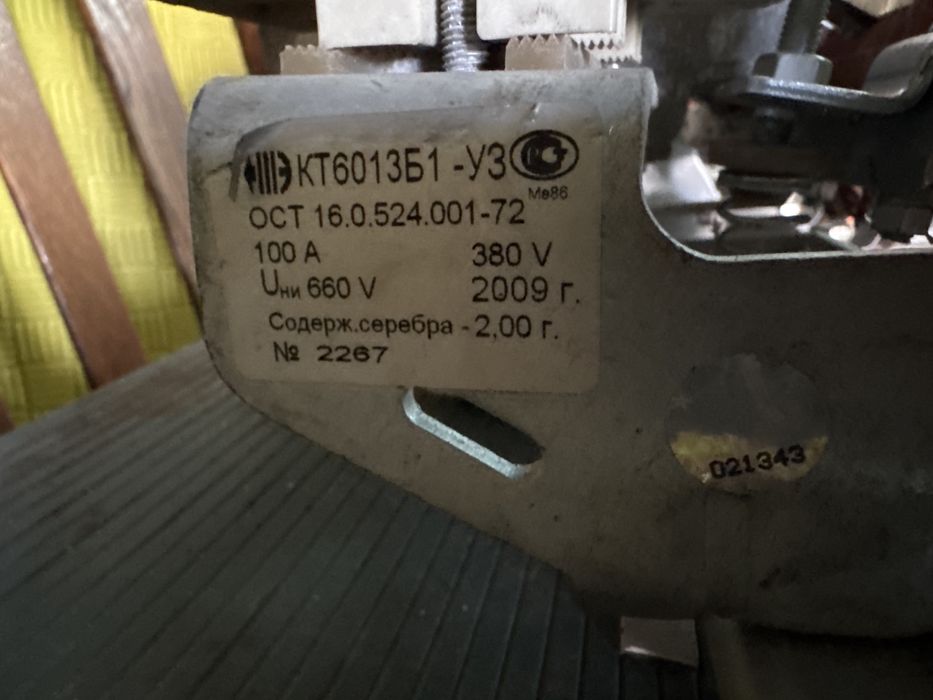 КТ6013Б1 -У3
Ме86
ОСТ 16.0.524.001-72
100 А 380 V
Uни 660 V 2009 г.
Содерж.серебра - 2,00 г.
№ 2267
021343